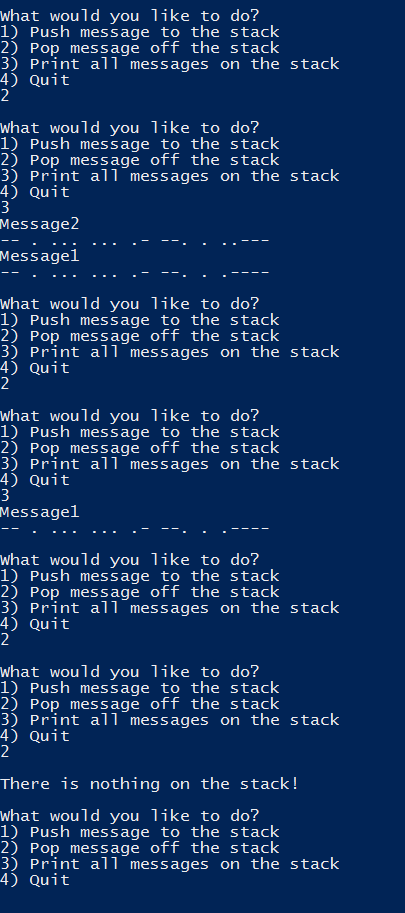 What would you like to do?
1) Push message to the stack
2) Pop message off the stack
3) Print all messages on the stack
4) Quit
2
What would you like to do?
1) Push message to the stack
2) Pop message off the stack
3) Print all messages on the stack
4) Quit
3
Message2
-- . ... ... .- --. . ..---
Message1
-- . ... ... .- --. . .----
What would you like to do?
1) Push message to the stack
2) Pop message off the stack
3) Print all messages on the stack
4) Quit
2
What would you like to do?
1) Push message to the stack
2) Pop message off the stack
3) Print all messages on the stack
4) Quit
3
Message1
-- . ... ... .- --. . .----
What would you like to do?
1) Push message to the stack
2) Pop message off the stack
3) Print all messages on the stack
4) Quit
2
What would you like to do?
1) Push message to the stack
2) Pop message off the stack
3) Print all messages on the stack
4) Quit
2
There is nothing on the stack!
What would you like to do?
1) Push message to the stack
2) Pop message off the stack
3) Print all messages on the stack
4) Quit